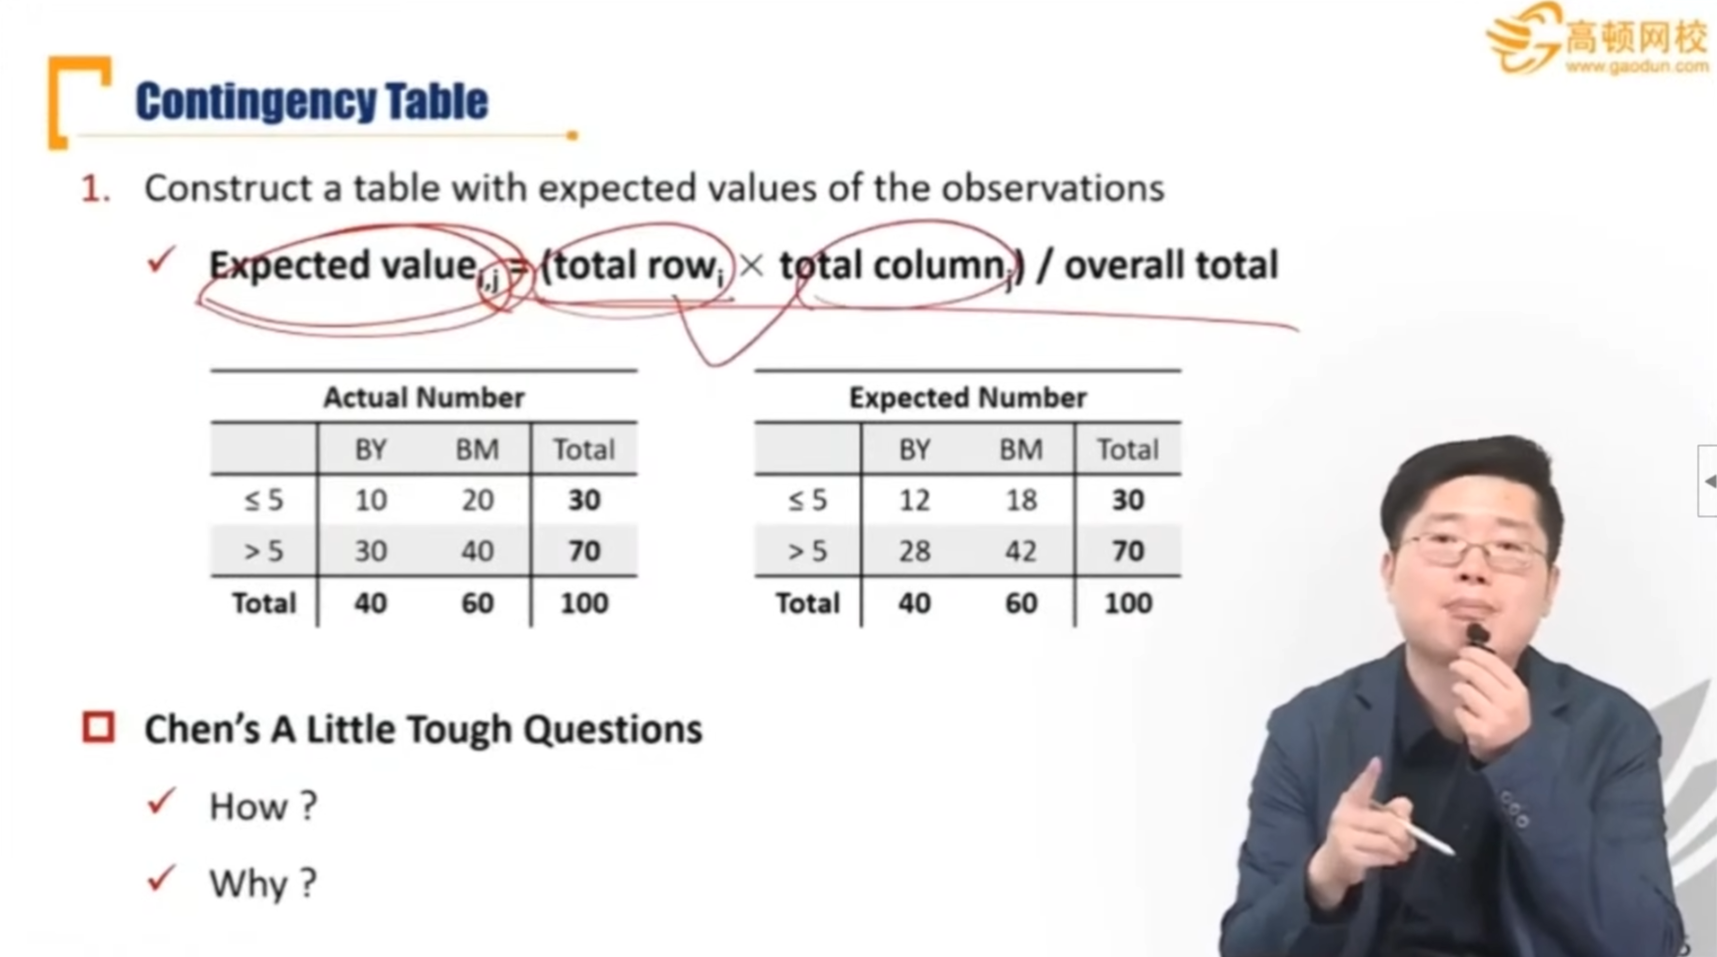 高顿网校
www.gaodun.com
Contingency Table
1. Construct a table with expected values of the observations
✓ Expected value i,j = (total row i × total column j) / overall total
Actual Number
BY BM Total
≤ 5 10 20 30
> 5 30 40 70
Total 40 60 100
Expected Number
BY BM Total
≤ 5 12 18 30
> 5 28 42 70
Total 40 60 100
Chen's A Little Tough Questions
✓ How ?
✓ Why ?